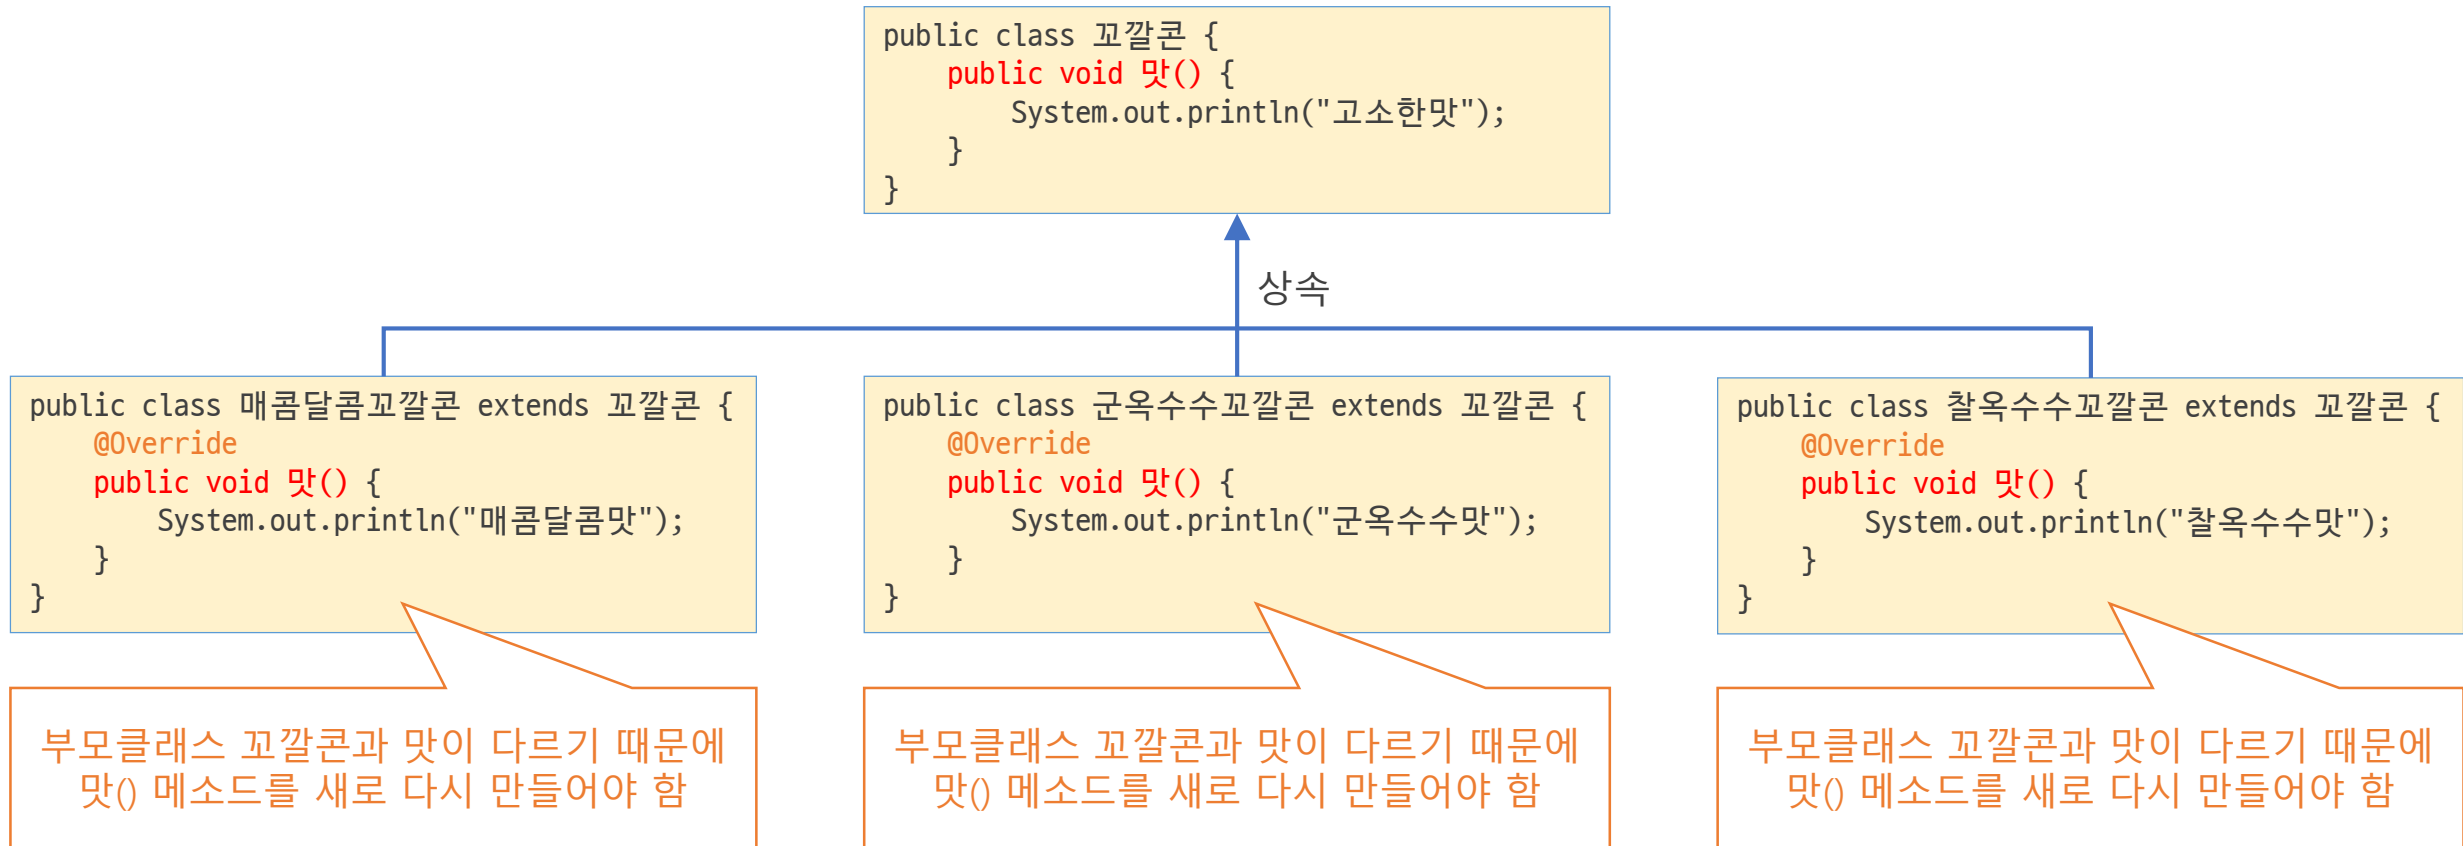 public class 꼬깔콘 {
    public void 맛() {
        System.out.println("고소한맛");
    }
}
상속
public class 매콤달콤꼬깔콘 extends 꼬깔콘 {
    @Override
    public void 맛() {
        System.out.println("매콤달콤맛");
    }
}
부모클래스 꼬깔콘과 맛이 다르기 때문에
맛() 메소드를 새로 다시 만들어야 함
public class 군옥수수꼬깔콘 extends 꼬깔콘 {
    @Override
    public void 맛() {
        System.out.println("군옥수수맛");
    }
}
부모클래스 꼬깔콘과 맛이 다르기 때문에
맛() 메소드를 새로 다시 만들어야 함
public class 찰옥수수꼬깔콘 extends 꼬깔콘 {
    @Override
    public void 맛() {
        System.out.println("찰옥수수맛");
    }
}
부모클래스 꼬깔콘과 맛이 다르기 때문에
맛() 메소드를 새로 다시 만들어야 함